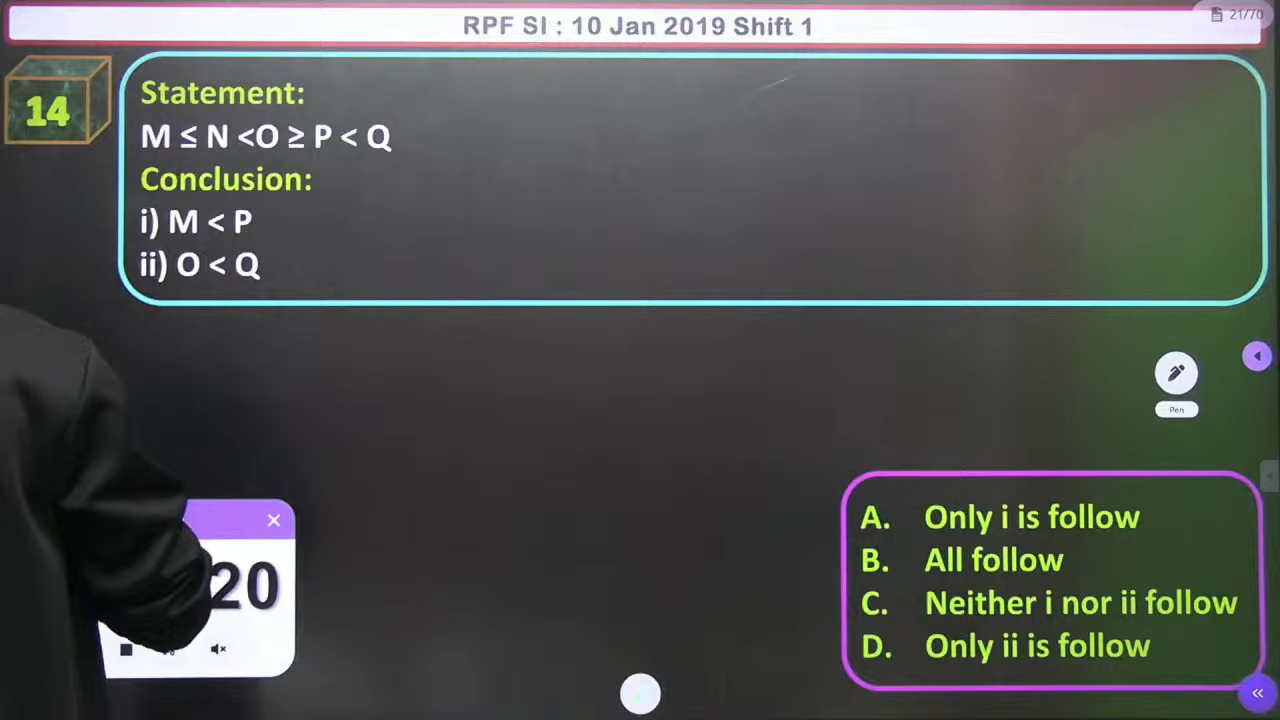 RPF SI : 10 Jan 2019 Shift 1
21/70
14
Statement:
M ≤ N <O ≥ P < Q
Conclusion:
i) M < P
ii) O < Q
Pen
20
A. Only i is follow
B. All follow
C. Neither i nor ii follow
D. Only ii is follow